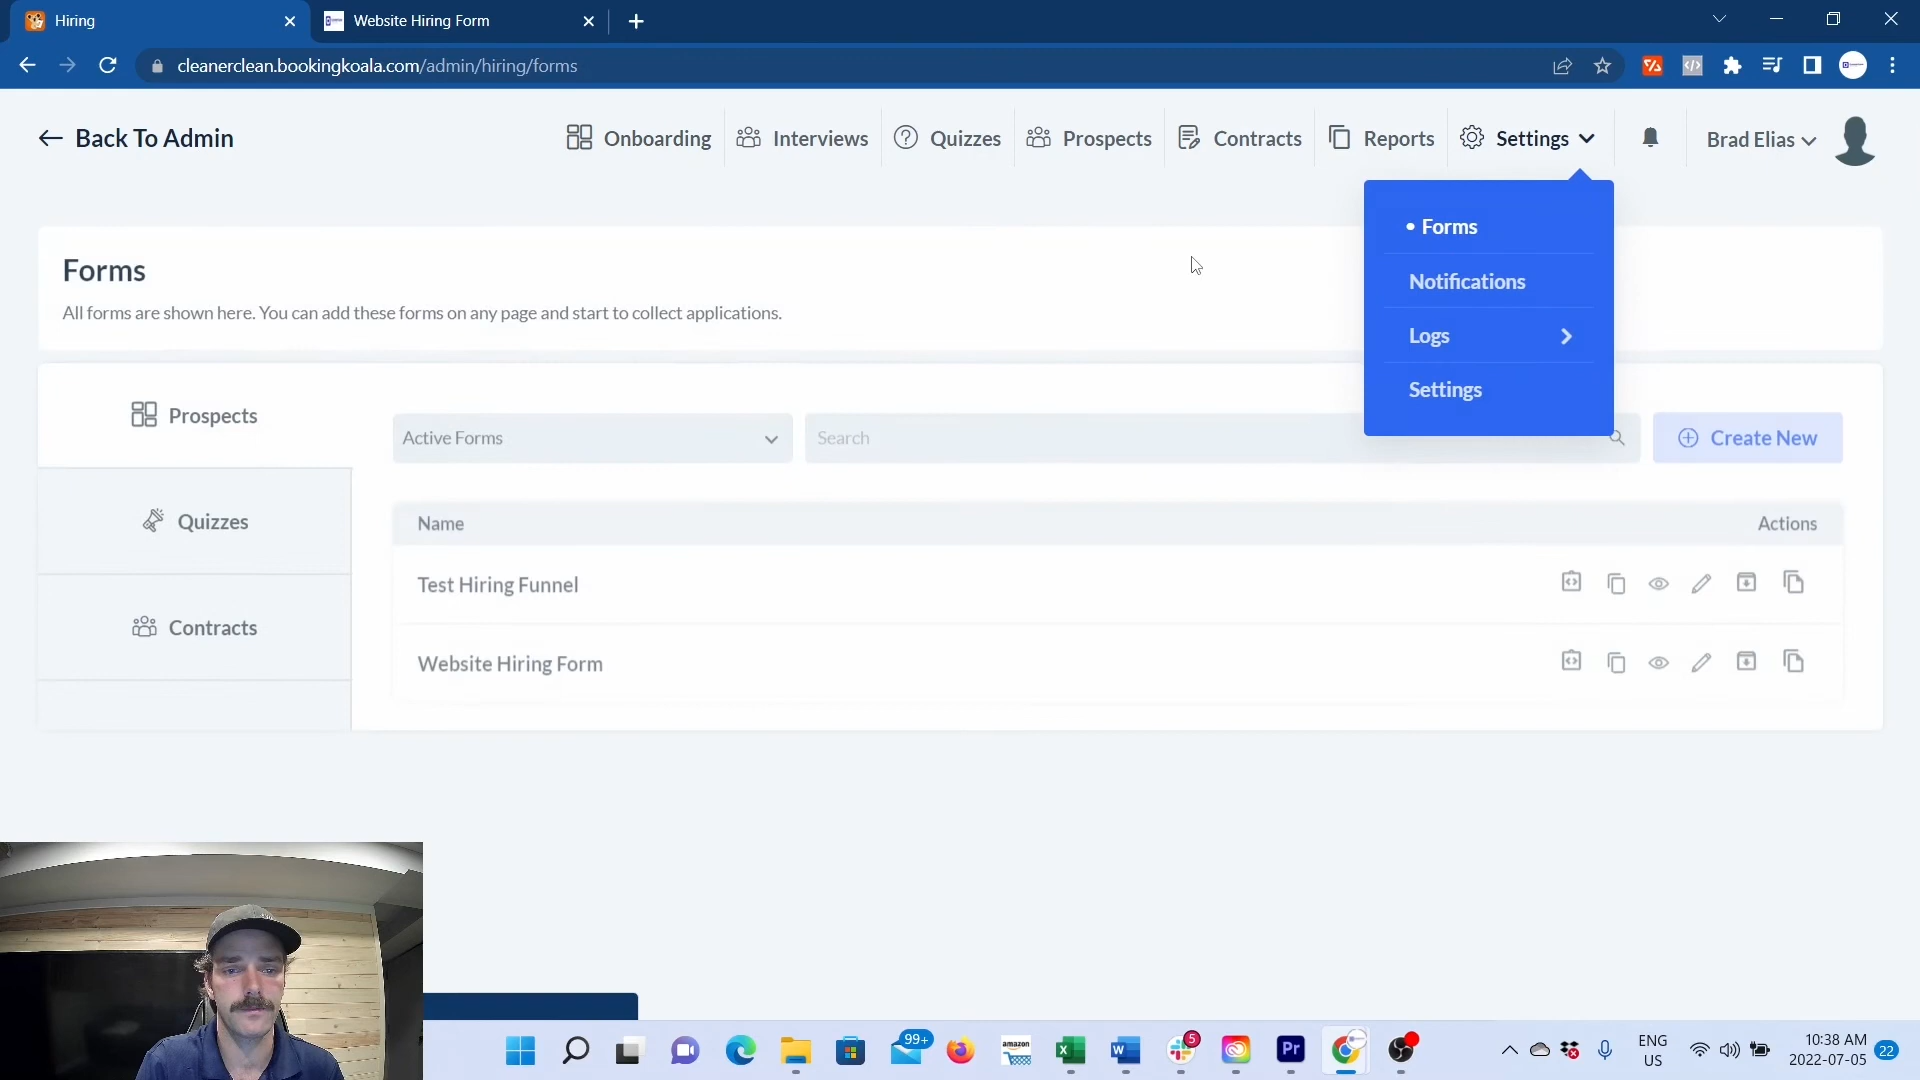 Hiring
Website Hiring Form
cleanerclean.bookingkoala.com/admin/hiring/forms
Back To Admin
Onboarding
Interviews
Quizzes
Prospects
Contracts
Reports
Settings
Brad Elias
• Forms
Notifications
Logs
Settings
Forms
All forms are shown here. You can add these forms on any page and start to collect applications.
Prospects
Quizzes
Contracts
Active Forms
Search
Create New
Name
Actions
Test Hiring Funnel
Website Hiring Form
99+
amazon
X
W
5
Pr
ENG
US
10:38 AM
2022-07-05
22